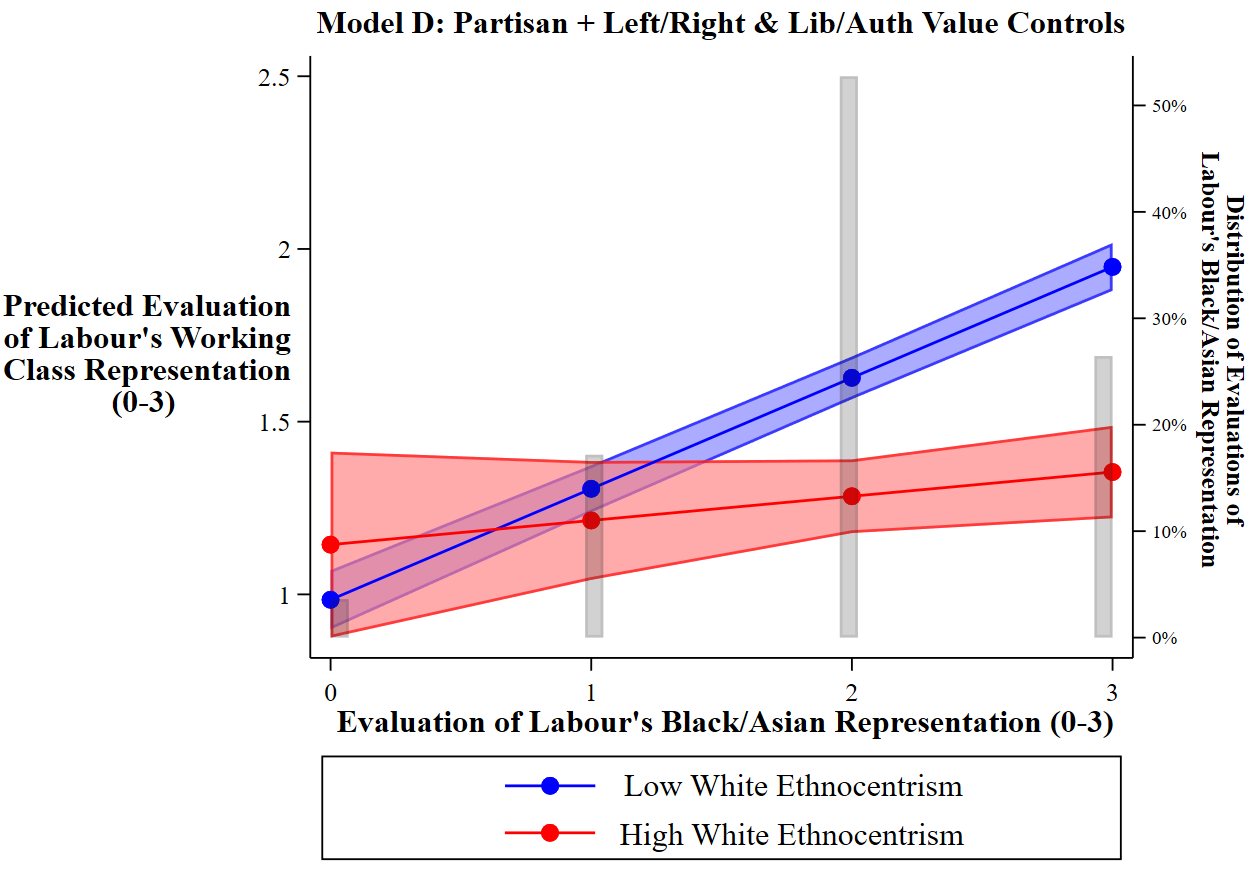 Model D: Partisan + Left/Right & Lib/Auth Value Controls
2.5
2
1.5
1
Predicted Evaluation
of Labour's Working
Class Representation
(0-3)
50%
40%
30%
20%
10%
0%
Distribution of Evaluations of
Labour's Black/Asian Representation
0
1
2
3
Evaluation of Labour's Black/Asian Representation (0-3)
Low White Ethnocentrism
High White Ethnocentrism